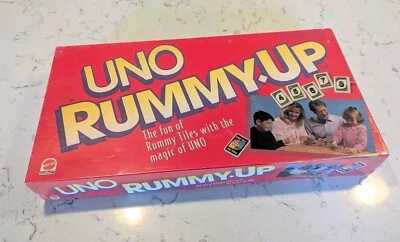 UNO
RUMMY·UP
The fun of
Rummy Tiles with the
magic of UNO
UNO RUMMY·UP